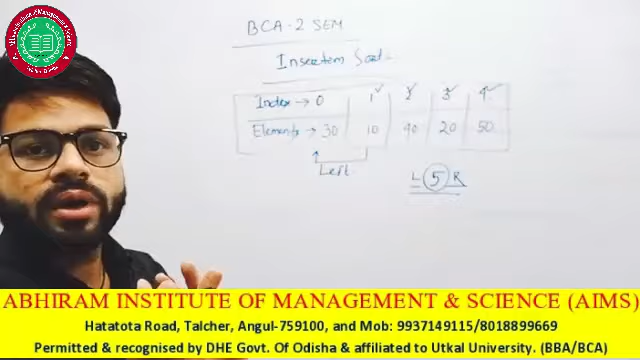 BCA-2 SEM
Insertion Sort
Index → 0 1 2 3 4
Elements → 30 10 40 20 50
Left
L 5 R
ABHIRAM INSTITUTE OF MANAGEMENT & SCIENCE (AIMS)
Hatatota Road, Talcher, Angul-759100, and Mob: 9937149115/8018899669
Permitted & recognised by DHE Govt. Of Odisha & affiliated to Utkal University. (BBA/BCA)